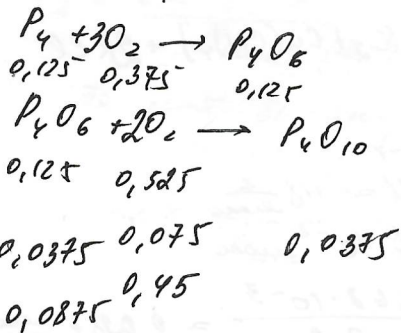 P₄ + 3O₂ → P₄O₆
0,125 0,375 0,125
P₄O₆ + 2O₂ → P₄O₁₀
0,125 0,525
0,0375 0,075 0,0375
0,0875 0,45